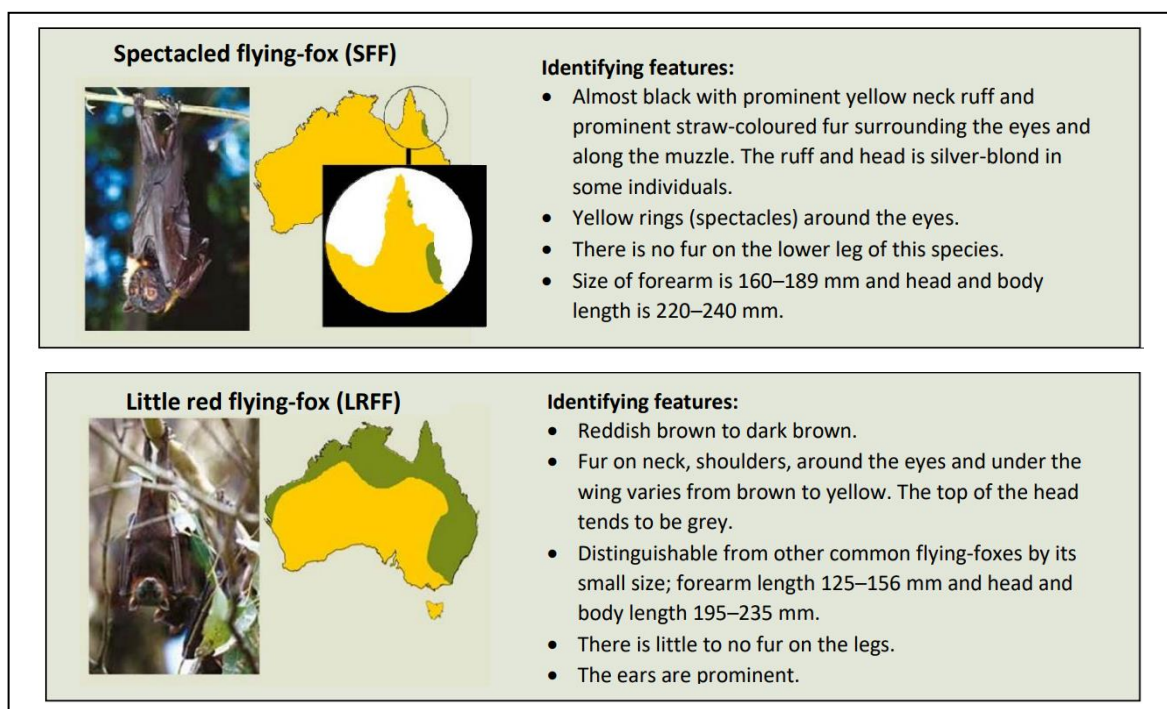 Spectacled flying-fox (SFF)
Identifying features:
• Almost black with prominent yellow neck ruff and
prominent straw-coloured fur surrounding the eyes and
along the muzzle. The ruff and head is silver-blond in
some individuals.
• Yellow rings (spectacles) around the eyes.
• There is no fur on the lower leg of this species.
• Size of forearm is 160–189 mm and head and body
length is 220–240 mm.
Little red flying-fox (LRFF)
Identifying features:
• Reddish brown to dark brown.
• Fur on neck, shoulders, around the eyes and under the
wing varies from brown to yellow. The top of the head
tends to be grey.
• Distinguishable from other common flying-foxes by its
small size; forearm length 125–156 mm and head and
body length 195–235 mm.
• There is little to no fur on the legs.
• The ears are prominent.